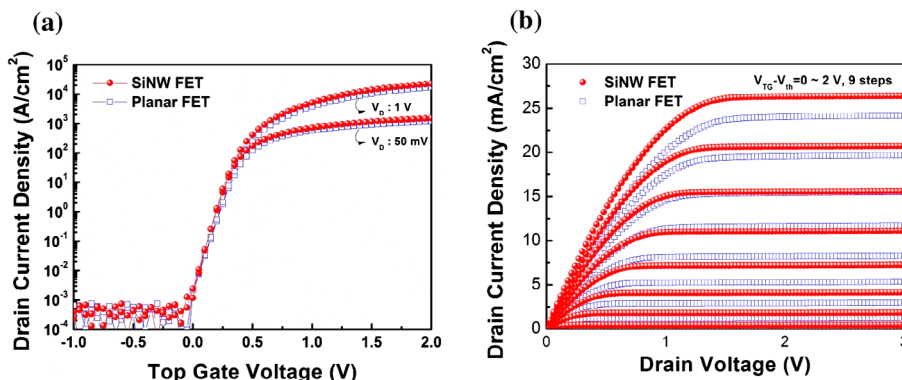 (a)
Drain Current Density (A/cm²)
10⁵
10⁴
10³
10²
10¹
10⁰
10⁻¹
10⁻²
10⁻³
10⁻⁴
SiNW FET
Planar FET
V_D : 1 V
V_D : 50 mV
-1.0 -0.5 0.0 0.5 1.0 1.5 2.0
Top Gate Voltage (V)
(b)
Drain Current Density (mA/cm²)
30
25
20
15
10
5
0
SiNW FET
Planar FET
V_TG-V_th=0 ~ 2 V, 9 steps
0 1 2 3
Drain Voltage (V)